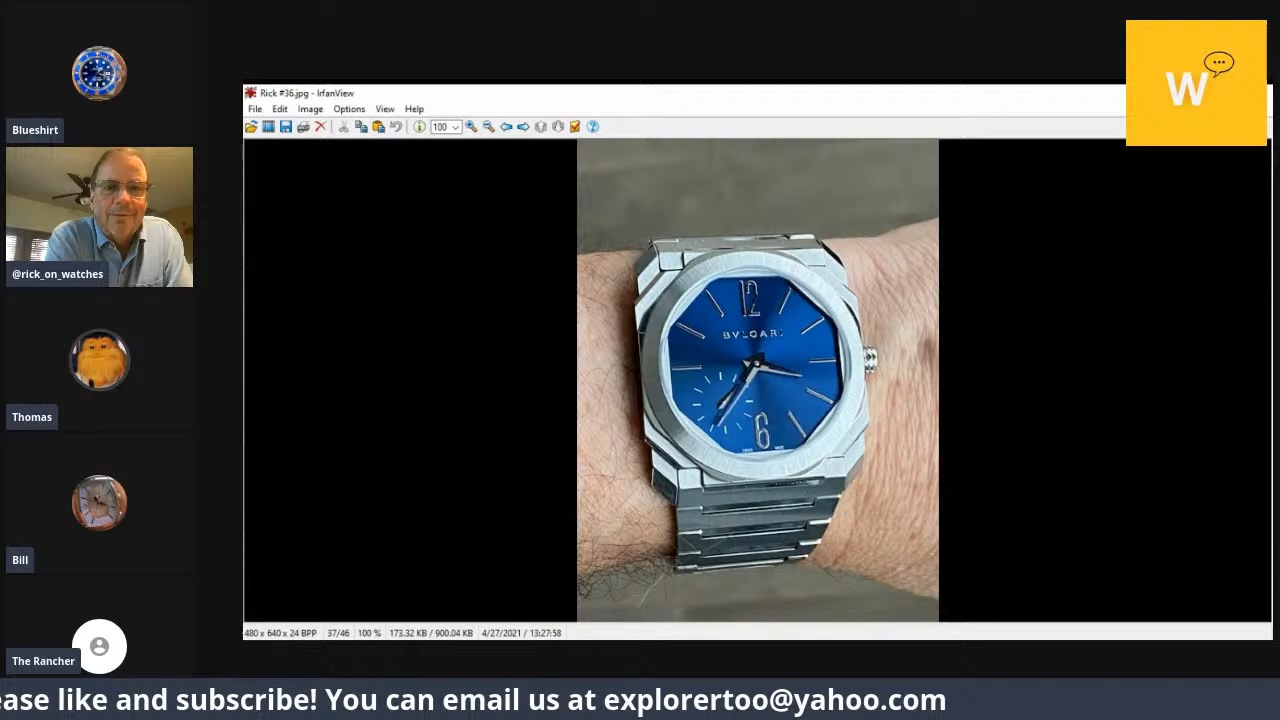 Blueshirt
@rick_on_watches
Thomas
Bill
The Rancher
Rick #36.jpg - IrfanView
File Edit Image Options View Help
100
W
12
BVLGARI
6
480 x 640 x 24 BPP 37/46 100 % 173.32 KB / 900.04 KB 4/27/2021 / 13:27:58
ease like and subscribe! You can email us at explorertoo@yahoo.com